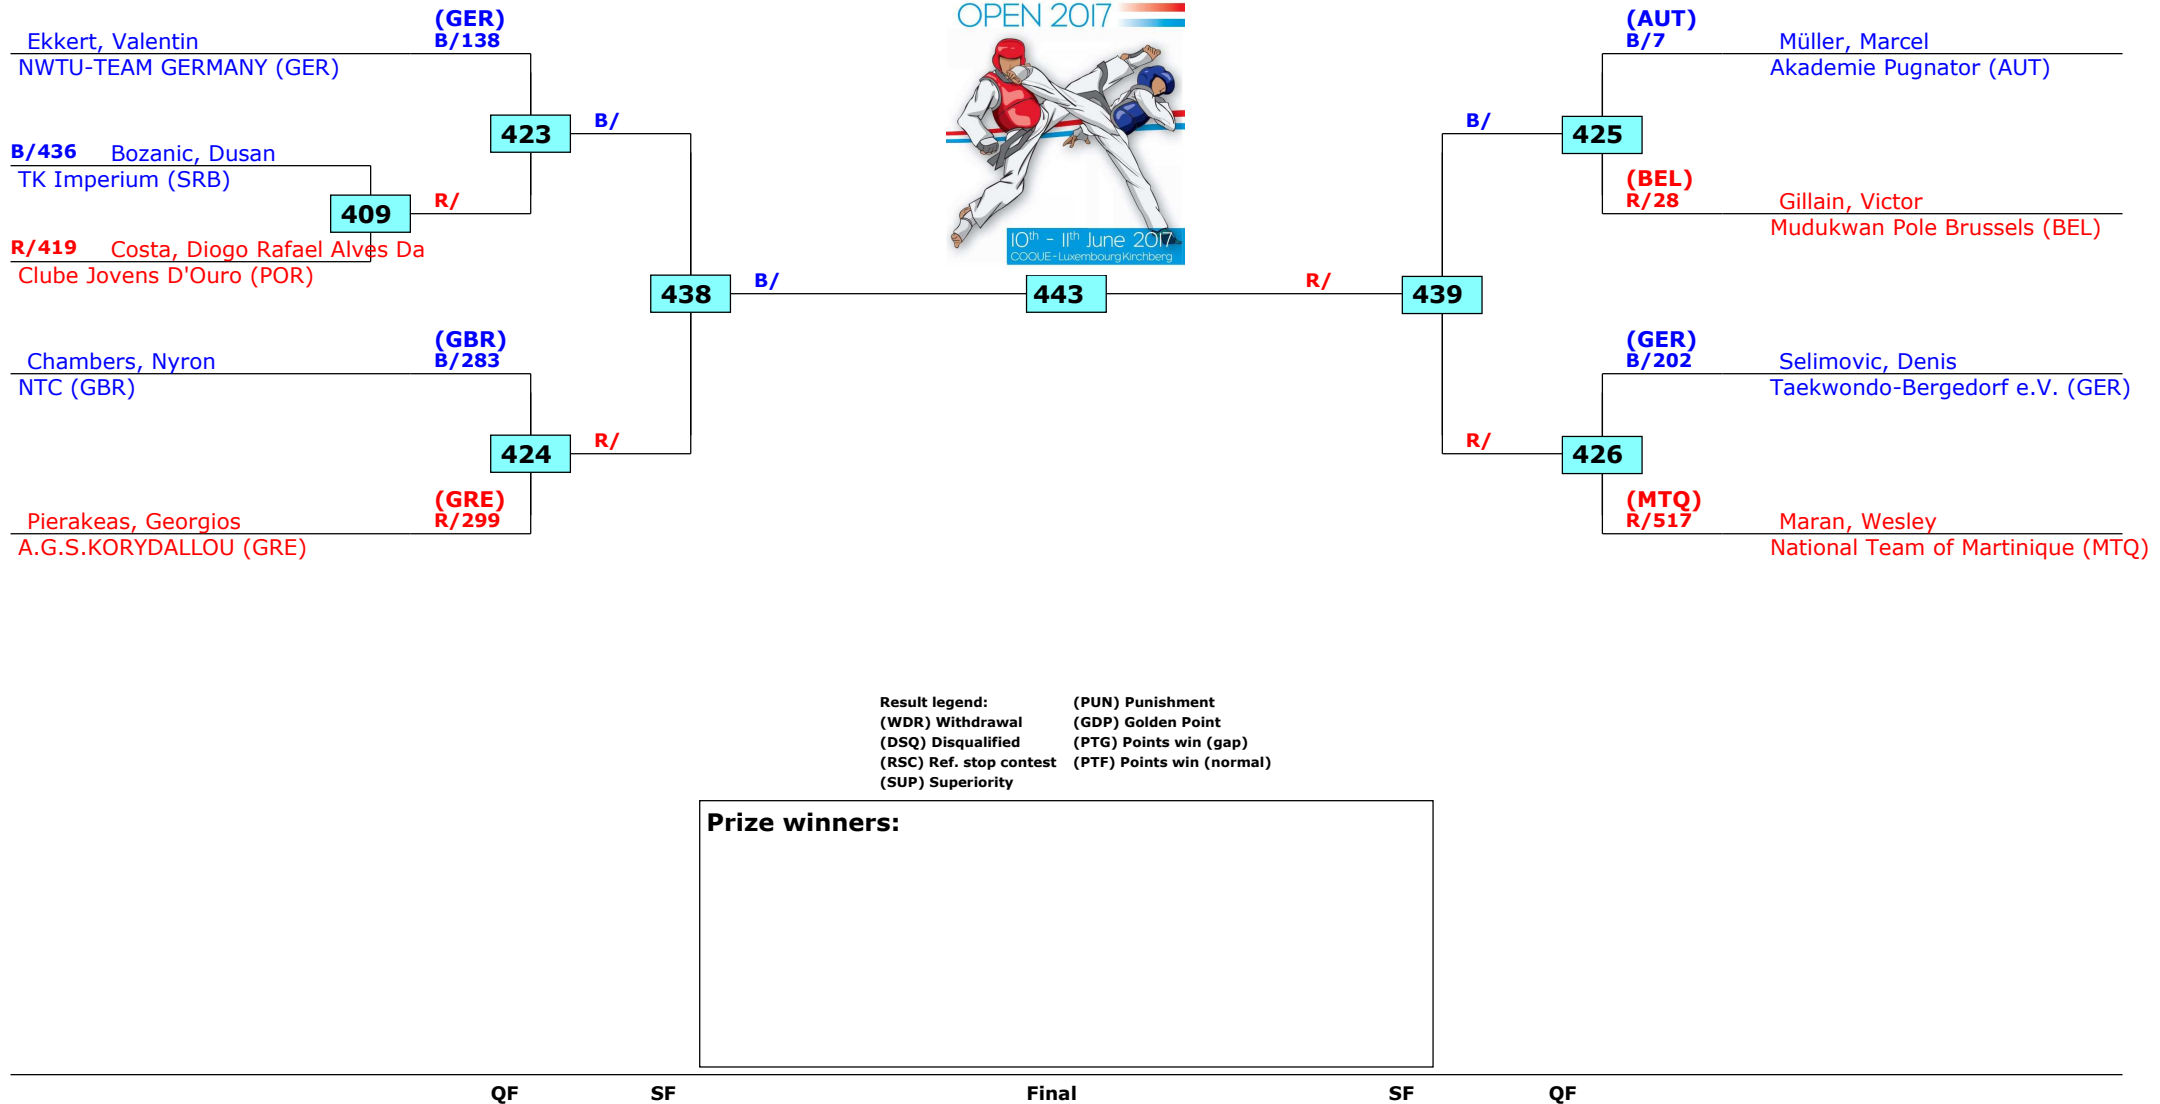 OPEN 2017
(GER)
Ekkert, Valentin B/138
NWTU-TEAM GERMANY (GER)
423
B/
B/436 Bozanic, Dusan
TK Imperium (SRB)
409
R/
R/419 Costa, Diogo Rafael Alves Da
Clube Jovens D'Ouro (POR)
438
B/
(GBR)
Chambers, Nyron B/283
NTC (GBR)
424
R/
(GRE)
Pierakeas, Georgios R/299
A.G.S.KORYDALLOU (GRE)
10th - 11th June 2017
COQUE - Luxembourg Kirchberg
443
R/
439
(AUT)
B/7 Müller, Marcel
Akademie Pugnator (AUT)
B/
425
(BEL)
R/28 Gillain, Victor
Mudukwan Pole Brussels (BEL)
(GER)
B/202 Selimovic, Denis
Taekwondo-Bergedorf e.V. (GER)
R/
426
(MTQ)
R/517 Maran, Wesley
National Team of Martinique (MTQ)
Result legend: (PUN) Punishment
(WDR) Withdrawal (GDP) Golden Point
(DSQ) Disqualified (PTG) Points win (gap)
(RSC) Ref. stop contest (PTF) Points win (normal)
(SUP) Superiority
Prize winners:
QF SF Final SF QF